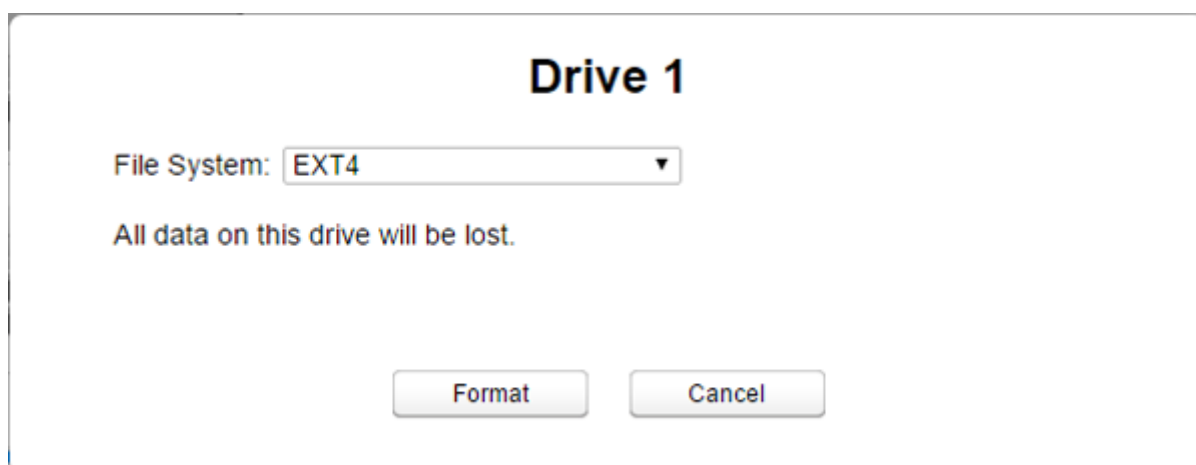 Drive 1
File System: EXT4
All data on this drive will be lost.
Format Cancel